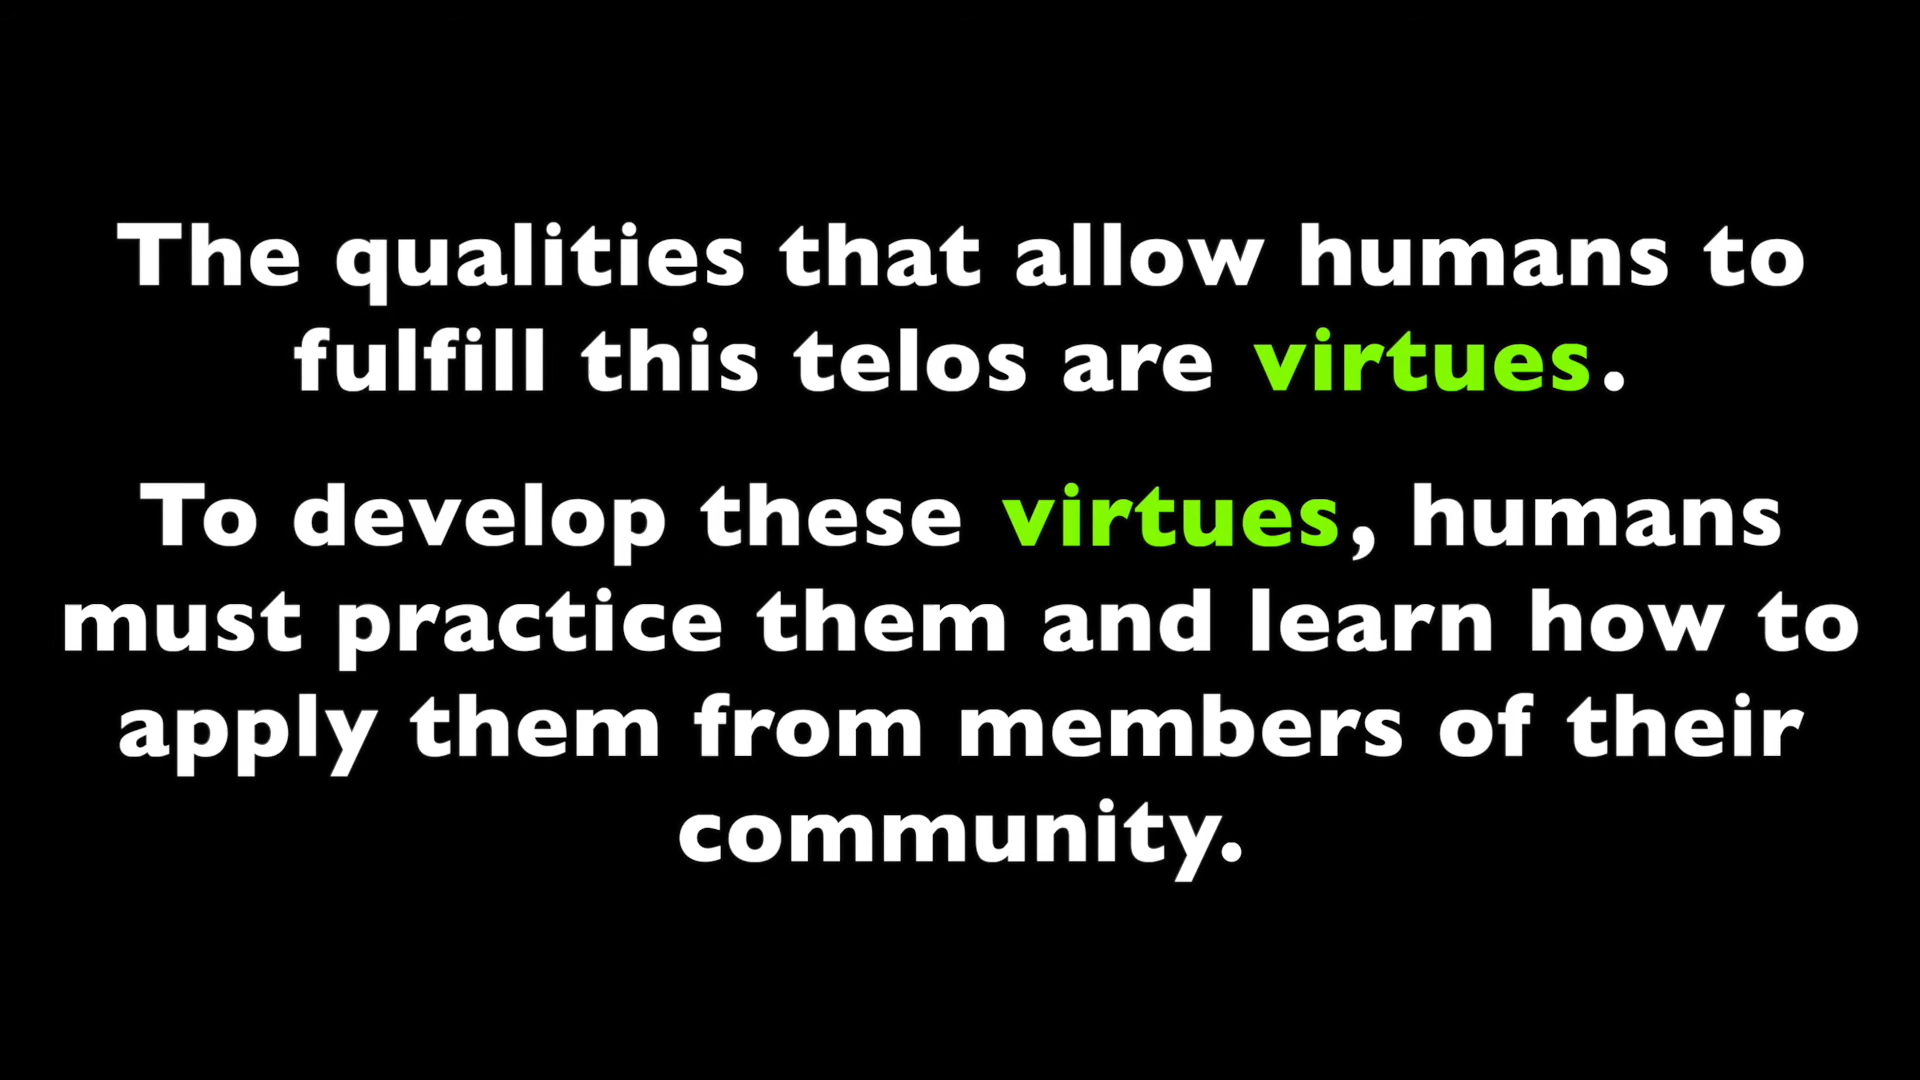 The qualities that allow humans to
fulfill this telos are virtues.
To develop these virtues, humans
must practice them and learn how to
apply them from members of their
community.